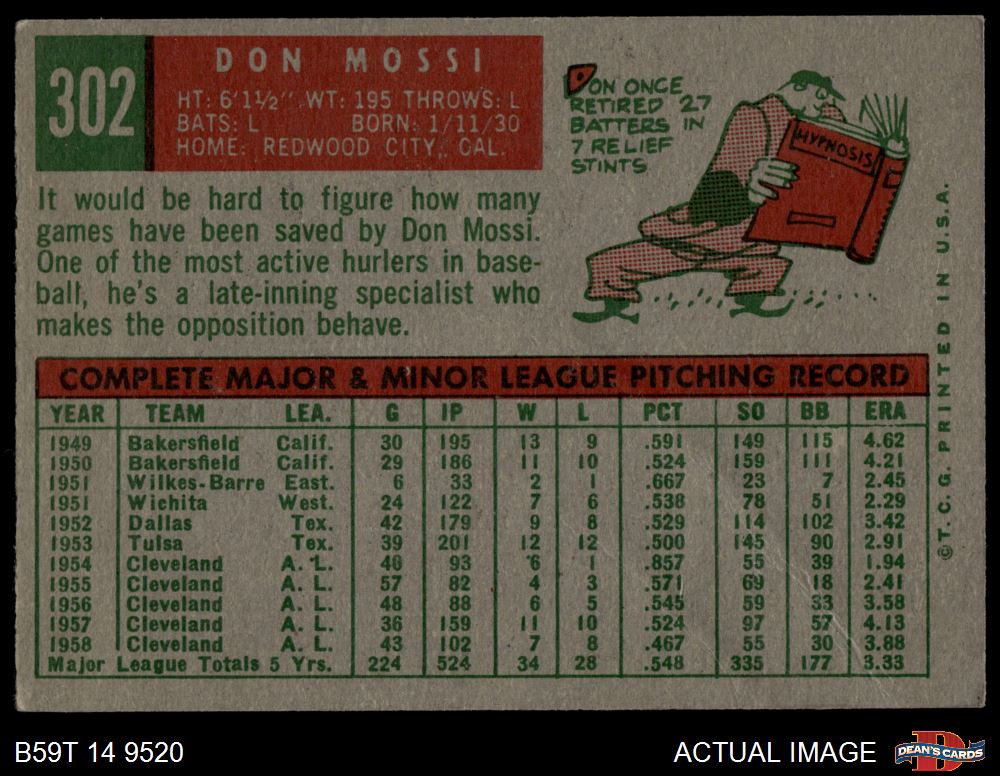 302
DON MOSSI
HT: 6'1½" WT: 195 THROWS: L
BATS: L BORN: 1/11/30
HOME: REDWOOD CITY, CAL.
It would be hard to figure how many
games have been saved by Don Mossi.
One of the most active hurlers in base-
ball, he's a late-inning specialist who
makes the opposition behave.
DON ONCE
RETIRED 27
BATTERS IN
7 RELIEF
STINTS
HYPNOSIS
COMPLETE MAJOR & MINOR LEAGUE PITCHING RECORD
YEAR TEAM LEA. G IP W L PCT SO BB ERA
1949 Bakersfield Calif. 30 195 13 9 .591 149 115 4.62
1950 Bakersfield Calif. 29 186 11 10 .524 159 111 4.21
1951 Wilkes-Barre East. 6 33 2 1 .667 23 7 2.45
1951 Wichita West. 24 122 7 6 .538 78 51 2.29
1952 Dallas Tex. 42 179 9 8 .529 114 102 3.42
1953 Tulsa Tex. 39 201 12 12 .500 145 90 2.91
1954 Cleveland A. L. 40 93 6 1 .857 55 39 1.94
1955 Cleveland A. L. 57 82 4 3 .571 69 18 2.41
1956 Cleveland A. L. 48 88 6 5 .545 59 33 3.58
1957 Cleveland A. L. 36 159 11 10 .524 97 57 4.13
1958 Cleveland A. L. 43 102 7 8 .467 55 30 3.88
Major League Totals 5 Yrs. 224 524 34 28 .548 335 177 3.33
©T. C. G. PRINTED IN U.S.A.
B59T 14 9520
ACTUAL IMAGE
D
DEAN'S CARDS